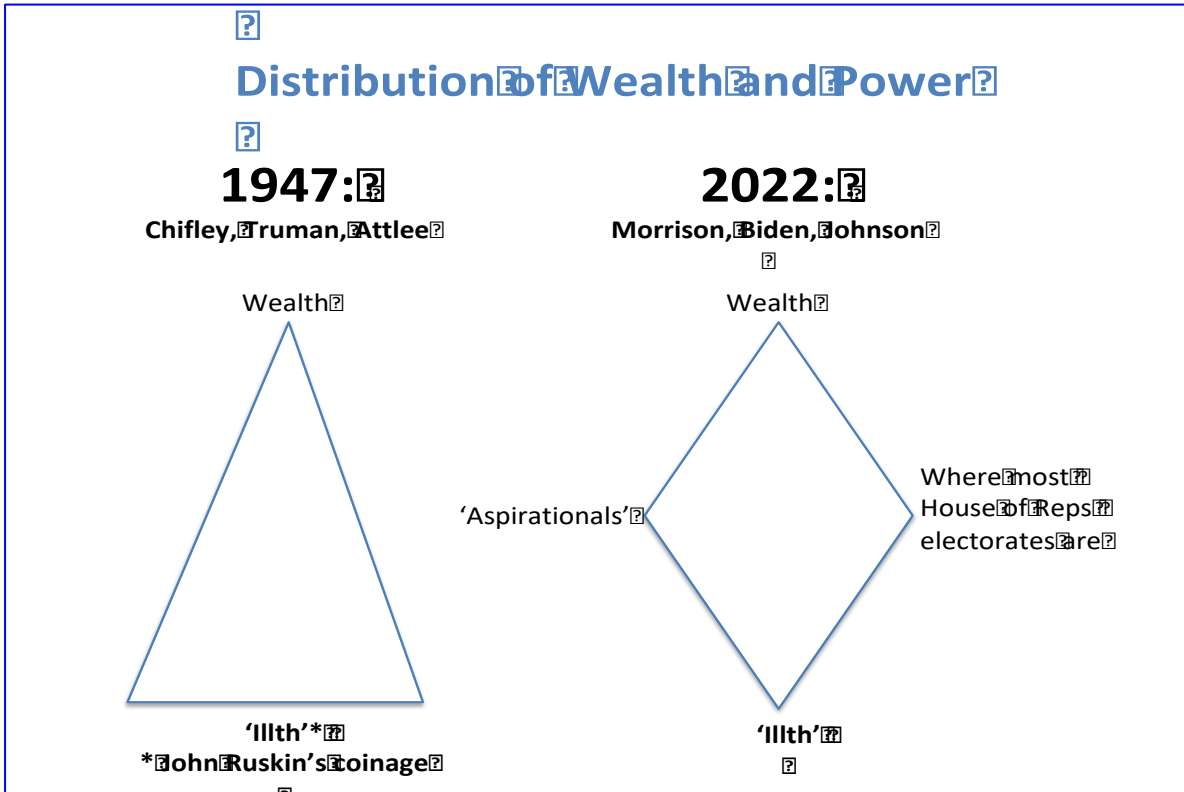 Distribution of Wealth and Power
1947:
Chifley, Truman, Attlee
Wealth
'Illth'*
* John Ruskin's coinage
2022:
Morrison, Biden, Johnson
Wealth
'Aspirationals'
Where most
House of Reps
electorates are
'Illth'